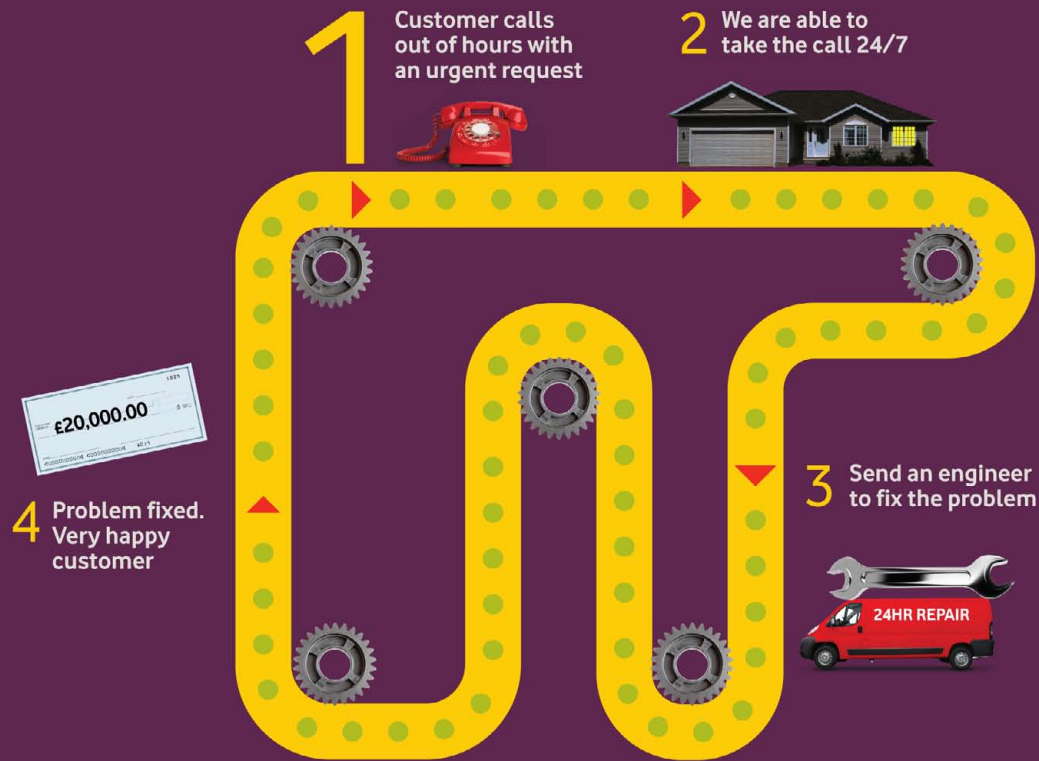 1
Customer calls
out of hours with
an urgent request
2
We are able to
take the call 24/7
3
Send an engineer
to fix the problem
24HR REPAIR
£20,000.00
4
Problem fixed.
Very happy
customer